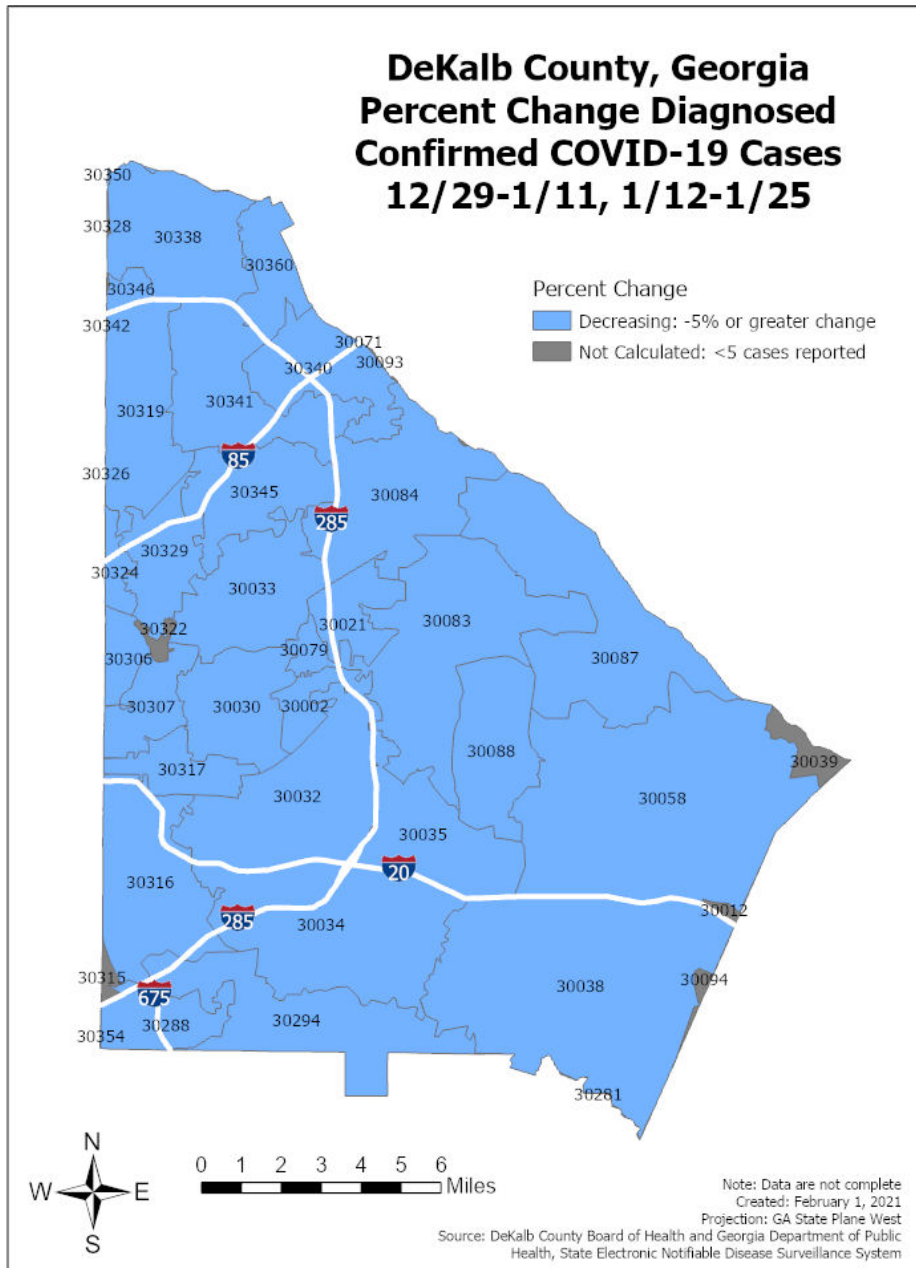 DeKalb County, Georgia
Percent Change Diagnosed
Confirmed COVID-19 Cases
12/29-1/11, 1/12-1/25
Percent Change
Decreasing: -5% or greater change
Not Calculated: <5 cases reported
30350
30328
30338
30360
30346
30342
30071
30093
30340
30341
30319
85
30326
30345
30084
285
30329
30324
30033
30322
30021
30083
30079
30306
30087
30307
30030
30002
30088
30039
30317
30032
30058
30035
20
30316
285
30034
30012
30315
675
30038
30094
30354
30288
30294
30281
N
W
E
S
0 1 2 3 4 5 6
Miles
Note: Data are not complete
Created: February 1, 2021
Projection: GA State Plane West
Source: DeKalb County Board of Health and Georgia Department of Public
Health, State Electronic Notifiable Disease Surveillance System